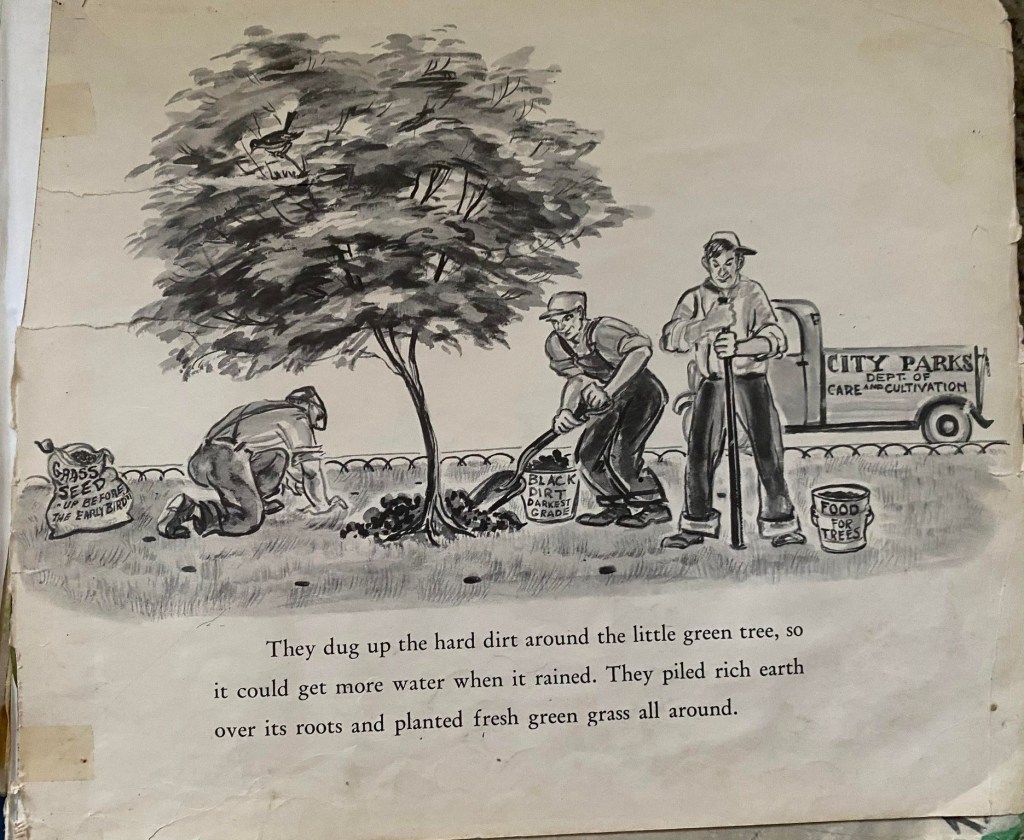 CITY PARKS
DEPT. OF
CARE AND CULTIVATION
GRASS
SEED
- UP BEFORE
THE EARLY BIRD!
BLACK
DIRT
DARKEST
GRADE
FOOD
FOR
TREES
They dug up the hard dirt around the little green tree, so
it could get more water when it rained. They piled rich earth
over its roots and planted fresh green grass all around.